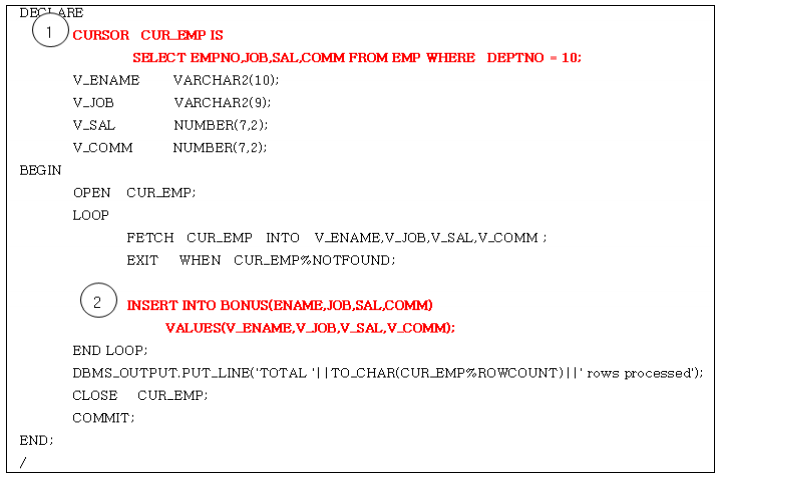 DECLARE
1
CURSOR CUR_EMP IS
SELECT EMPNO,JOB,SAL,COMM FROM EMP WHERE DEPTNO = 10;
V_ENAME VARCHAR2(10);
V_JOB VARCHAR2(9);
V_SAL NUMBER(7,2);
V_COMM NUMBER(7,2);
BEGIN
OPEN CUR_EMP;
LOOP
FETCH CUR_EMP INTO V_ENAME,V_JOB,V_SAL,V_COMM ;
EXIT WHEN CUR_EMP%NOTFOUND;
2
INSERT INTO BONUS(ENAME,JOB,SAL,COMM)
VALUES(V_ENAME,V_JOB,V_SAL,V_COMM);
END LOOP;
DBMS_OUTPUT.PUT_LINE('TOTAL '||TO_CHAR(CUR_EMP%ROWCOUNT)||' rows processed');
CLOSE CUR_EMP;
COMMIT;
END;
/